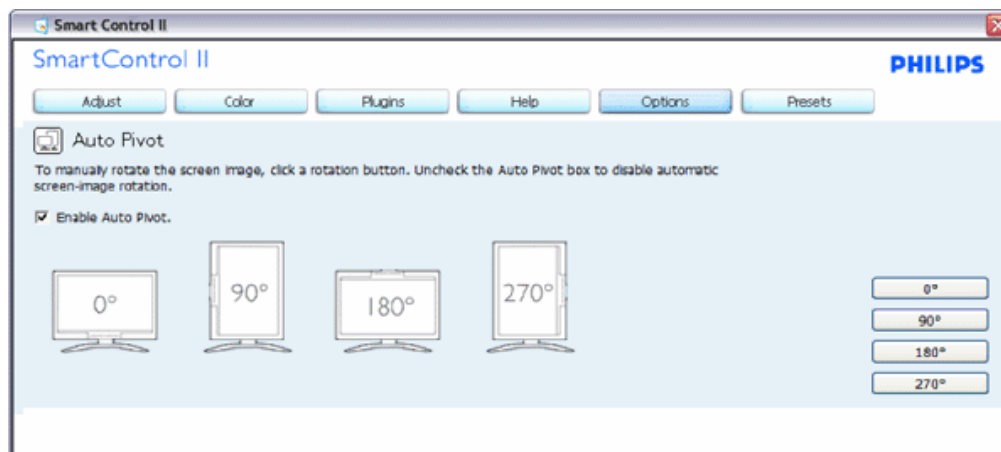 Smart Control II
SmartControl II
PHILIPS
Adjust Color Plugins Help Options Presets
Auto Pivot
To manually rotate the screen image, click a rotation button. Uncheck the Auto Pivot box to disable automatic
screen-image rotation.
Enable Auto Pivot.
0° 90° 180° 270°
0°
90°
180°
270°